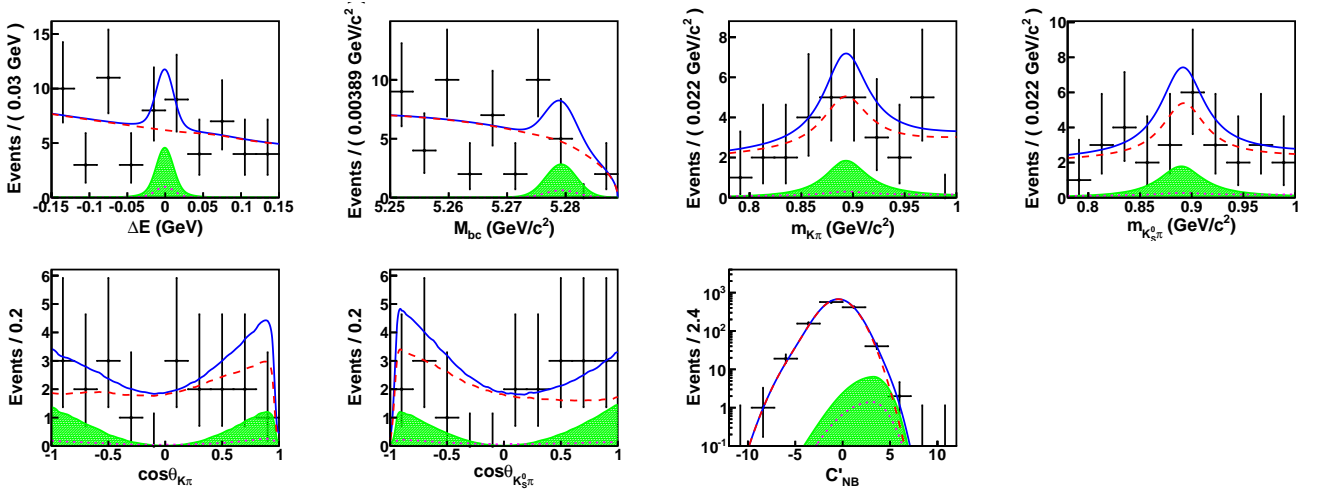 Events / ( 0.03 GeV )
15
10
5
0
-0.15 -0.1 -0.05 0 0.05 0.1 0.15
ΔE (GeV)
Events / ( 0.00389 GeV/c²
10
5
0
5.25 5.26 5.27 5.28
M_bc (GeV/c²)
Events / ( 0.022 GeV/c² )
8
6
4
2
0
0.8 0.85 0.9 0.95 1
m_Kπ (GeV/c²)
Events / ( 0.022 GeV/c² )
10
8
6
4
2
0
0.8 0.85 0.9 0.95 1
m_K_S⁰π (GeV/c²)
Events / 0.2
6
5
4
3
2
1
0
-1 -0.5 0 0.5 1
cosθ_Kπ
Events / 0.2
6
5
4
3
2
1
0
-1 -0.5 0 0.5 1
cosθ_K_S⁰π
Events / 2.4
10³
10²
10
1
10⁻¹
-10 -5 0 5 10
C'_NB